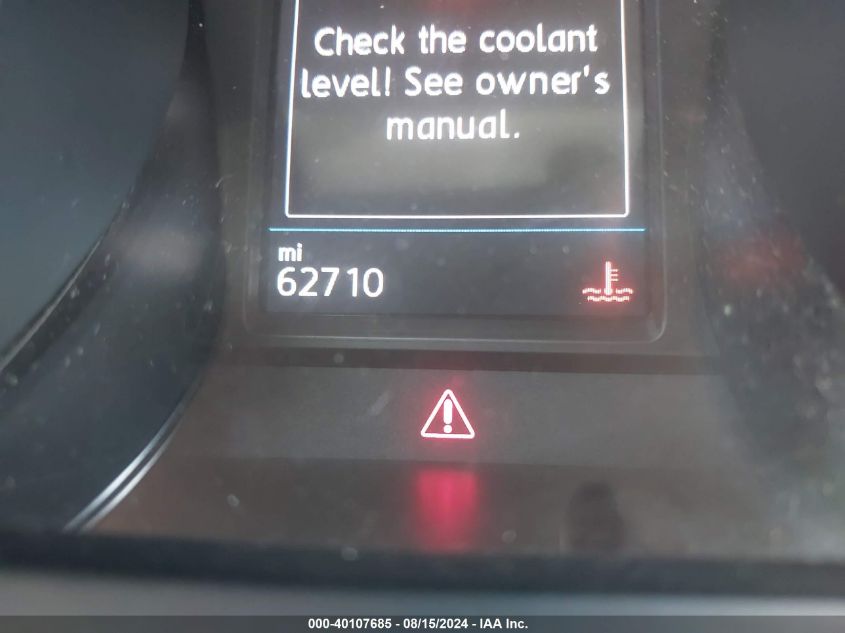 Check the coolant
level! See owner's
manual.
mi
62710
000-40107685 - 08/15/2024 - IAA Inc.